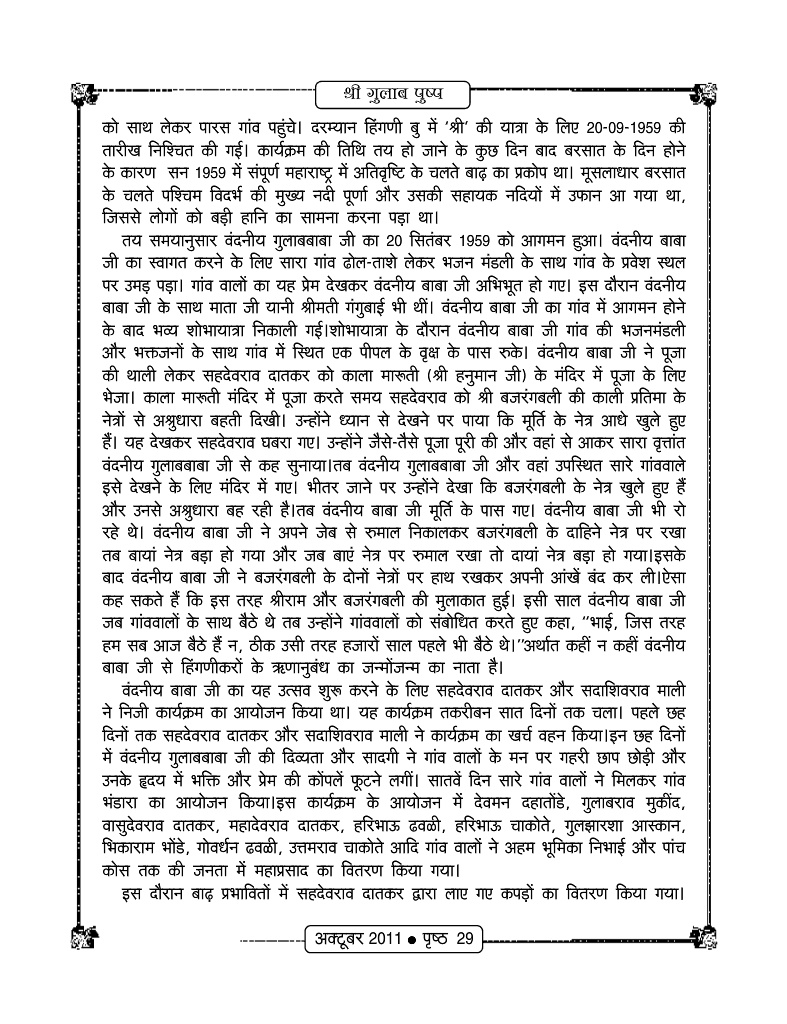 श्री गुलाब पुष्प
को साथ लेकर पारस गांव पहुंचे। दरम्यान हिंगणी बु में 'श्री' की यात्रा के लिए 20-09-1959 की
तारीख निश्चित की गई। कार्यक्रम की तिथि तय हो जाने के कुछ दिन बाद बरसात के दिन होने
के कारण सन 1959 में संपूर्ण महाराष्ट्र में अतिवृष्टि के चलते बाढ़ का प्रकोप था। मूसलाधार बरसात
के चलते पश्चिम विदर्भ की मुख्य नदी पूर्णा और उसकी सहायक नदियों में उफान आ गया था,
जिससे लोगों को बड़ी हानि का सामना करना पड़ा था।
तय समयानुसार वंदनीय गुलाबबाबा जी का 20 सितंबर 1959 को आगमन हुआ। वंदनीय बाबा
जी का स्वागत करने के लिए सारा गांव ढोल-ताशे लेकर भजन मंडली के साथ गांव के प्रवेश स्थल
पर उमड़ पड़ा। गांव वालों का यह प्रेम देखकर वंदनीय बाबा जी अभिभूत हो गए। इस दौरान वंदनीय
बाबा जी के साथ माता जी यानी श्रीमती गंगुबाई भी थीं। वंदनीय बाबा जी का गांव में आगमन होने
के बाद भव्य शोभायात्रा निकाली गई।शोभायात्रा के दौरान वंदनीय बाबा जी गांव की भजनमंडली
और भक्तजनों के साथ गांव में स्थित एक पीपल के वृक्ष के पास रुके। वंदनीय बाबा जी ने पूजा
की थाली लेकर सहदेवराव दातकर को काला मारूती (श्री हनुमान जी) के मंदिर में पूजा के लिए
भेजा। काला मारूती मंदिर में पूजा करते समय सहदेवराव को श्री बजरंगबली की काली प्रतिमा के
नेत्रों से अश्रुधारा बहती दिखी। उन्होंने ध्यान से देखने पर पाया कि मूर्ति के नेत्र आधे खुले हुए
हैं। यह देखकर सहदेवराव घबरा गए। उन्होंने जैसे-तैसे पूजा पूरी की और वहां से आकर सारा वृत्तांत
वंदनीय गुलाबबाबा जी से कह सुनाया।तब वंदनीय गुलाबबाबा जी और वहां उपस्थित सारे गांववाले
इसे देखने के लिए मंदिर में गए। भीतर जाने पर उन्होंने देखा कि बजरंगबली के नेत्र खुले हुए हैं
और उनसे अश्रुधारा बह रही है।तब वंदनीय बाबा जी मूर्ति के पास गए। वंदनीय बाबा जी भी रो
रहे थे। वंदनीय बाबा जी ने अपने जेब से रुमाल निकालकर बजरंगबली के दाहिने नेत्र पर रखा
तब बायां नेत्र बड़ा हो गया और जब बाएं नेत्र पर रुमाल रखा तो दायां नेत्र बड़ा हो गया।इसके
बाद वंदनीय बाबा जी ने बजरंगबली के दोनों नेत्रों पर हाथ रखकर अपनी आंखें बंद कर ली।ऐसा
कह सकते हैं कि इस तरह श्रीराम और बजरंगबली की मुलाकात हुई। इसी साल वंदनीय बाबा जी
जब गांववालों के साथ बैठे थे तब उन्होंने गांववालों को संबोधित करते हुए कहा, "भाई, जिस तरह
हम सब आज बैठे हैं न, ठीक उसी तरह हजारों साल पहले भी बैठे थे।"अर्थात कहीं न कहीं वंदनीय
बाबा जी से हिंगणीकरों के ऋणानुबंध का जन्मोंजन्म का नाता है।
वंदनीय बाबा जी का यह उत्सव शुरू करने के लिए सहदेवराव दातकर और सदाशिवराव माली
ने निजी कार्यक्रम का आयोजन किया था। यह कार्यक्रम तकरीबन सात दिनों तक चला। पहले छह
दिनों तक सहदेवराव दातकर और सदाशिवराव माली ने कार्यक्रम का खर्च वहन किया।इन छह दिनों
में वंदनीय गुलाबबाबा जी की दिव्यता और सादगी ने गांव वालों के मन पर गहरी छाप छोड़ी और
उनके हृदय में भक्ति और प्रेम की कोंपलें फूटने लगीं। सातवें दिन सारे गांव वालों ने मिलकर गांव
भंडारा का आयोजन किया।इस कार्यक्रम के आयोजन में देवमन दहातोंडे, गुलाबराव मुकींद,
वासुदेवराव दातकर, महादेवराव दातकर, हरिभाऊ ढवळी, हरिभाऊ चाकोते, गुलझारशा आस्कान,
भिकाराम भोंडे, गोवर्धन ढवळी, उत्तमराव चाकोते आदि गांव वालों ने अहम भूमिका निभाई और पांच
कोस तक की जनता में महाप्रसाद का वितरण किया गया।
इस दौरान बाढ़ प्रभावितों में सहदेवराव दातकर द्वारा लाए गए कपड़ों का वितरण किया गया।
अक्टूबर 2011 ● पृष्ठ 29